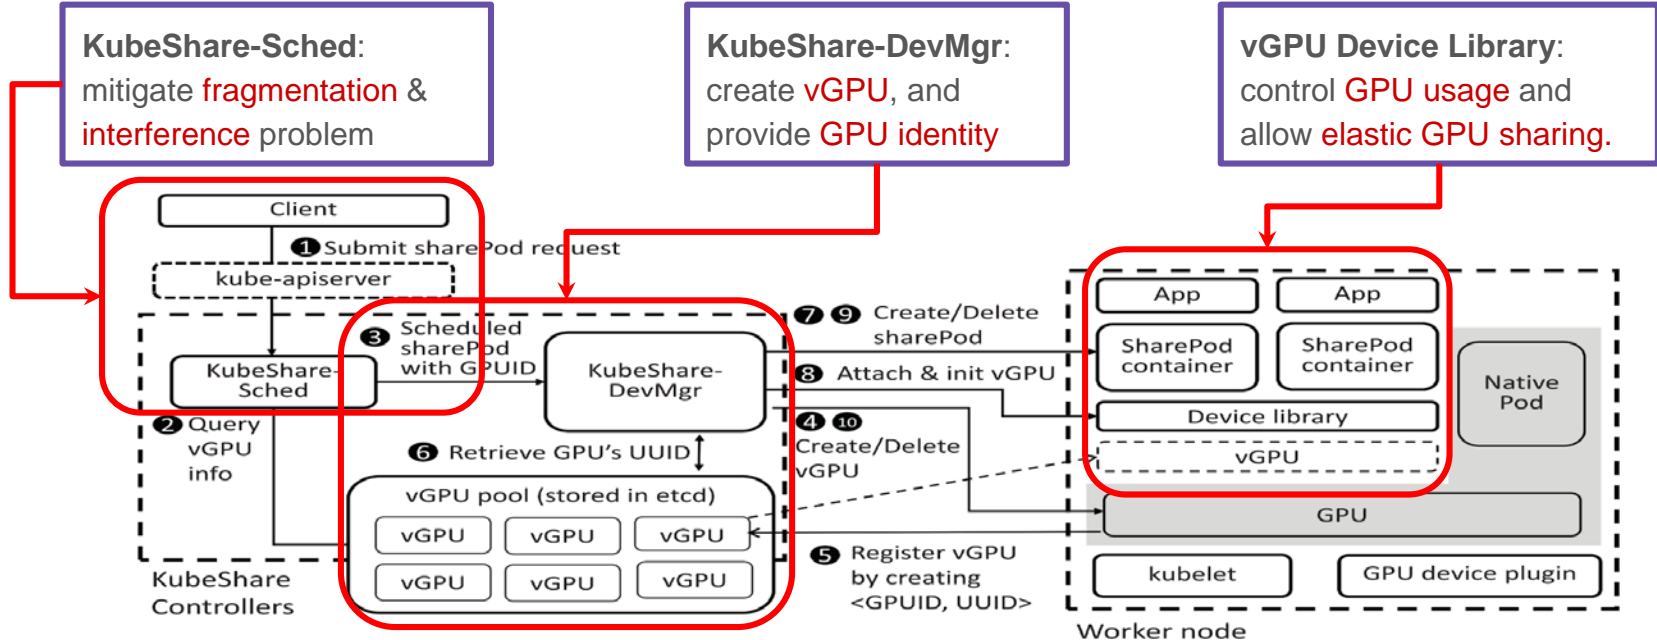 KubeShare-Sched:
mitigate fragmentation &
interference problem
KubeShare-DevMgr:
create vGPU, and
provide GPU identity
vGPU Device Library:
control GPU usage and
allow elastic GPU sharing.
Client
1 Submit sharePod request
kube-apiserver
3 Scheduled
sharePod
with GPUID
KubeShare-
Sched
KubeShare-
DevMgr
2 Query
vGPU
info
6 Retrieve GPU's UUID
vGPU pool (stored in etcd)
vGPU vGPU vGPU
vGPU vGPU vGPU
KubeShare
Controllers
7 9 Create/Delete
sharePod
8 Attach & init vGPU
4 10
Create/Delete
vGPU
5 Register vGPU
by creating
<GPUID, UUID>
App App
SharePod
container
SharePod
container
Native
Pod
Device library
vGPU
GPU
kubelet
GPU device plugin
Worker node